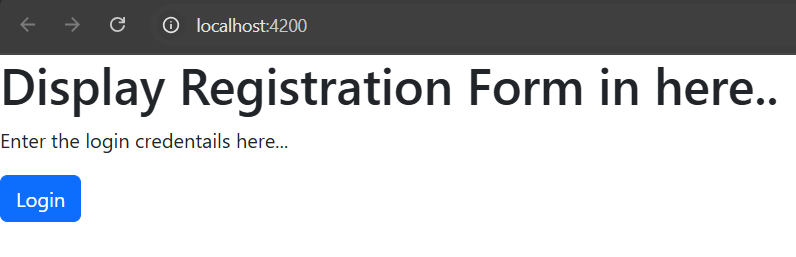 localhost:4200
Display Registration Form in here..
Enter the login credentails here...
Login